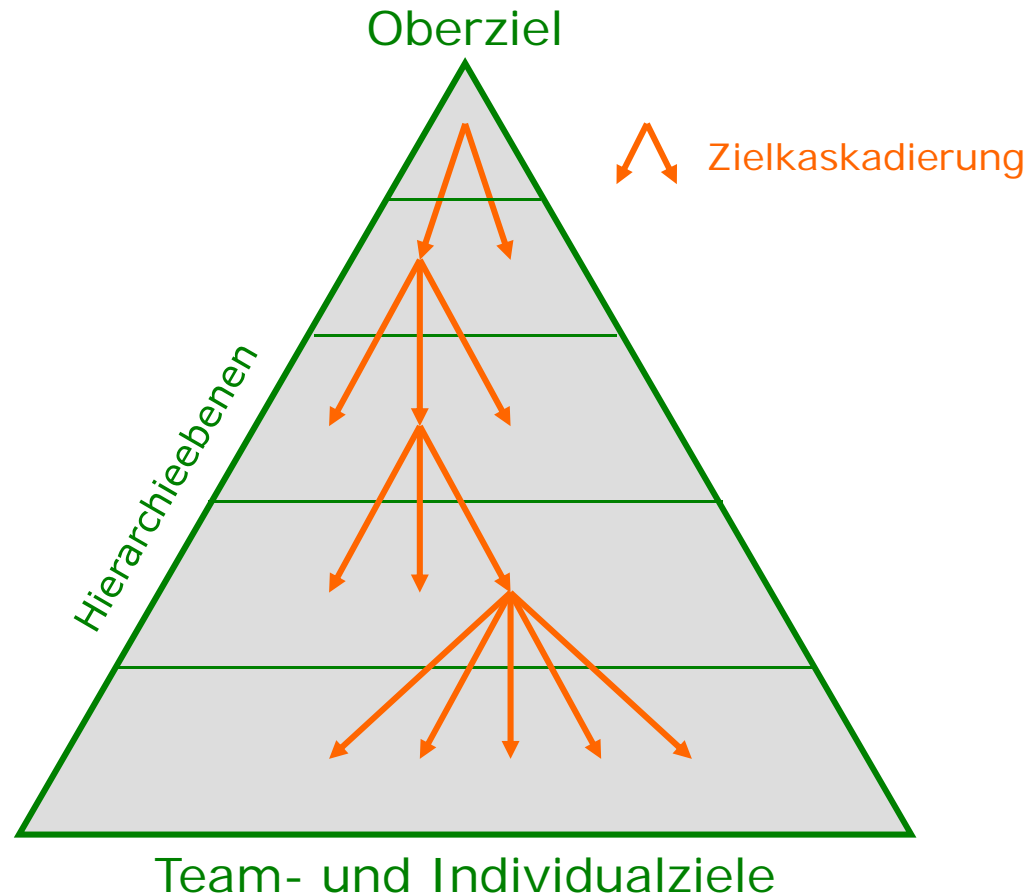 Oberziel
Zielkaskadierung
Hierarchieebenen
Team- und Individualziele